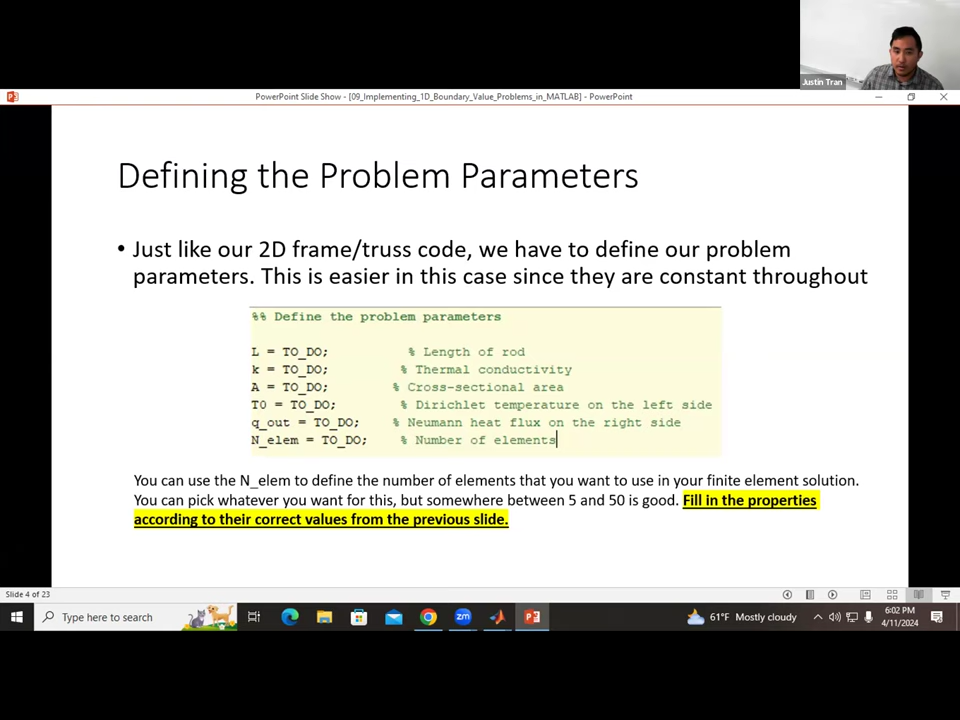 Justin Tran
PowerPoint Slide Show - [09_Implementing_1D_Boundary_Value_Problems_in_MATLAB] - PowerPoint
Defining the Problem Parameters
• Just like our 2D frame/truss code, we have to define our problem
parameters. This is easier in this case since they are constant throughout
%% Define the problem parameters
L = TO_DO; % Length of rod
k = TO_DO; % Thermal conductivity
A = TO_DO; % Cross-sectional area
T0 = TO_DO; % Dirichlet temperature on the left side
q_out = TO_DO; % Neumann heat flux on the right side
N_elem = TO_DO; % Number of elements
You can use the N_elem to define the number of elements that you want to use in your finite element solution.
You can pick whatever you want for this, but somewhere between 5 and 50 is good. Fill in the properties
according to their correct values from the previous slide.
Slide 4 of 23
Type here to search
zm
61°F Mostly cloudy
6:02 PM
4/11/2024